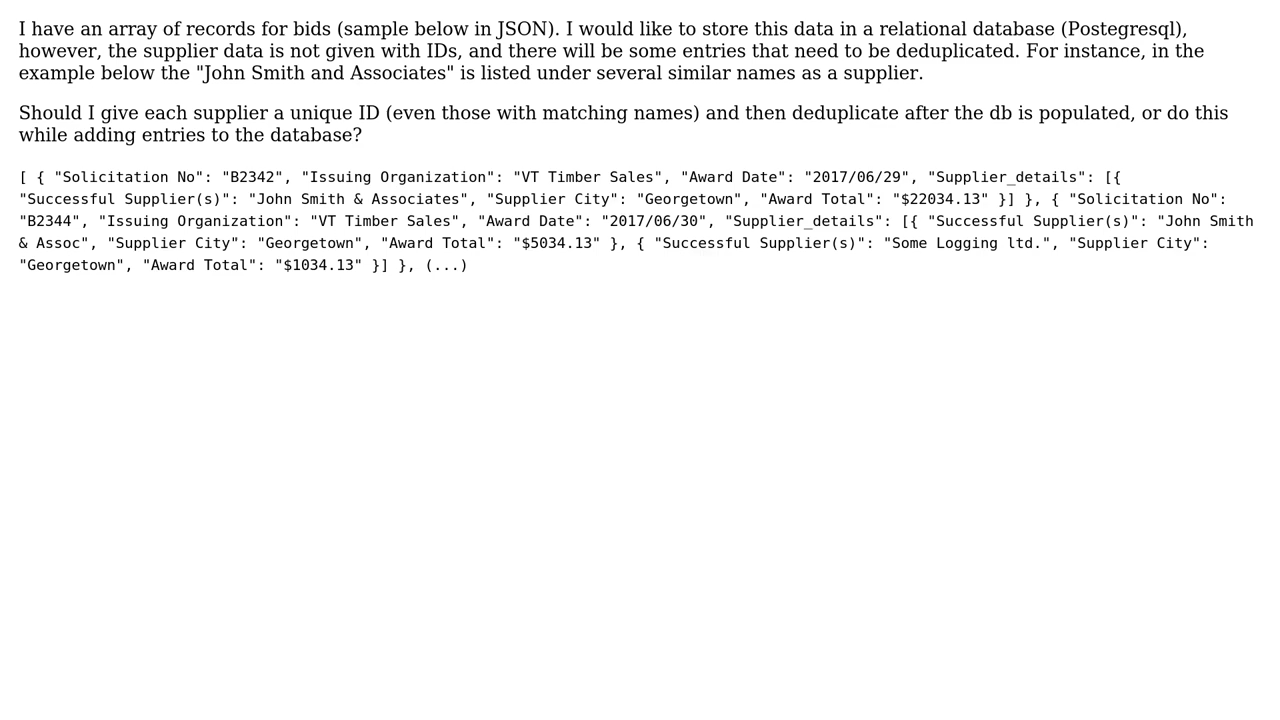 I have an array of records for bids (sample below in JSON). I would like to store this data in a relational database (Postegresql),
however, the supplier data is not given with IDs, and there will be some entries that need to be deduplicated. For instance, in the
example below the "John Smith and Associates" is listed under several similar names as a supplier.
Should I give each supplier a unique ID (even those with matching names) and then deduplicate after the db is populated, or do this
while adding entries to the database?
[ { "Solicitation No": "B2342", "Issuing Organization": "VT Timber Sales", "Award Date": "2017/06/29", "Supplier_details": [{
"Successful Supplier(s)": "John Smith & Associates", "Supplier City": "Georgetown", "Award Total": "$22034.13" }] }, { "Solicitation No":
"B2344", "Issuing Organization": "VT Timber Sales", "Award Date": "2017/06/30", "Supplier_details": [{ "Successful Supplier(s)": "John Smith
& Assoc", "Supplier City": "Georgetown", "Award Total": "$5034.13" }, { "Successful Supplier(s)": "Some Logging ltd.", "Supplier City":
"Georgetown", "Award Total": "$1034.13" }] }, (...)